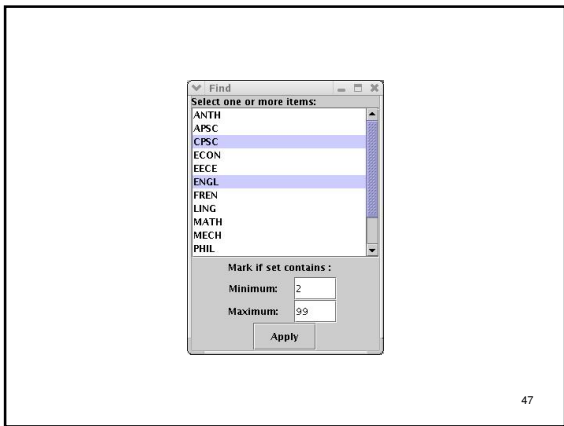 Find
Select one or more items:
ANTH
APSC
CPSC
ECON
EECE
ENGL
FREN
LING
MATH
MECH
PHIL
Mark if set contains :
Minimum: 2
Maximum: 99
Apply
47